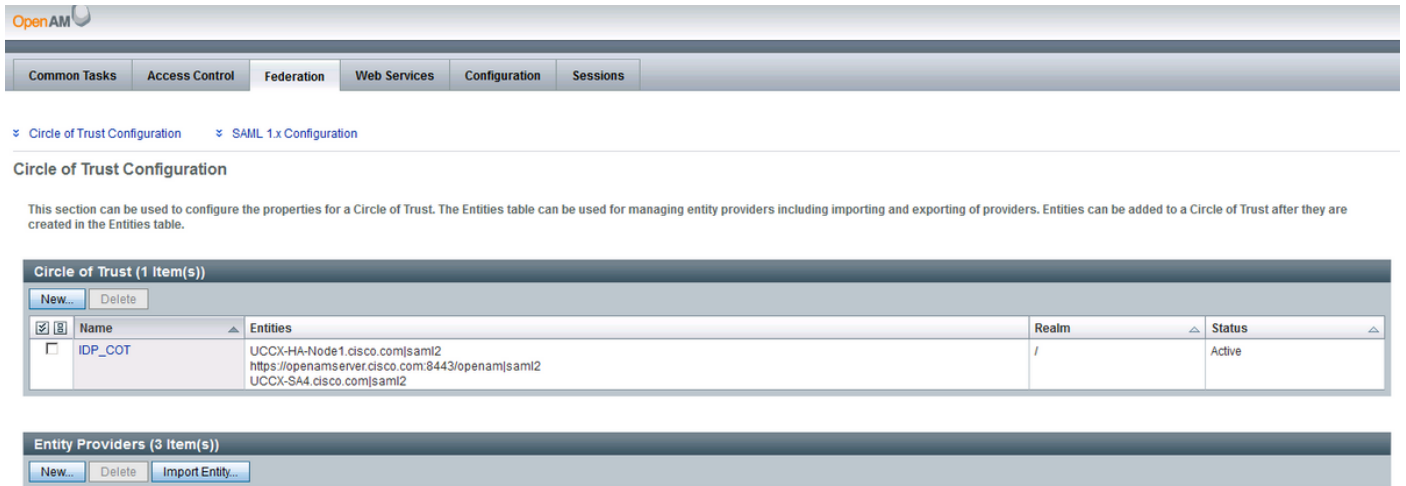 OpenAM
Common Tasks Access Control Federation Web Services Configuration Sessions
Circle of Trust Configuration SAML 1.x Configuration
Circle of Trust Configuration
This section can be used to configure the properties for a Circle of Trust. The Entities table can be used for managing entity providers including importing and exporting of providers. Entities can be added to a Circle of Trust after they are
created in the Entities table.
Circle of Trust (1 Item(s))
New... Delete
Name Entities Realm Status
IDP_COT UCCX-HA-Node1.cisco.com|saml2 / Active
https://openamserver.cisco.com:8443/openam|saml2
UCCX-SA4.cisco.com|saml2
Entity Providers (3 Item(s))
New... Delete Import Entity...